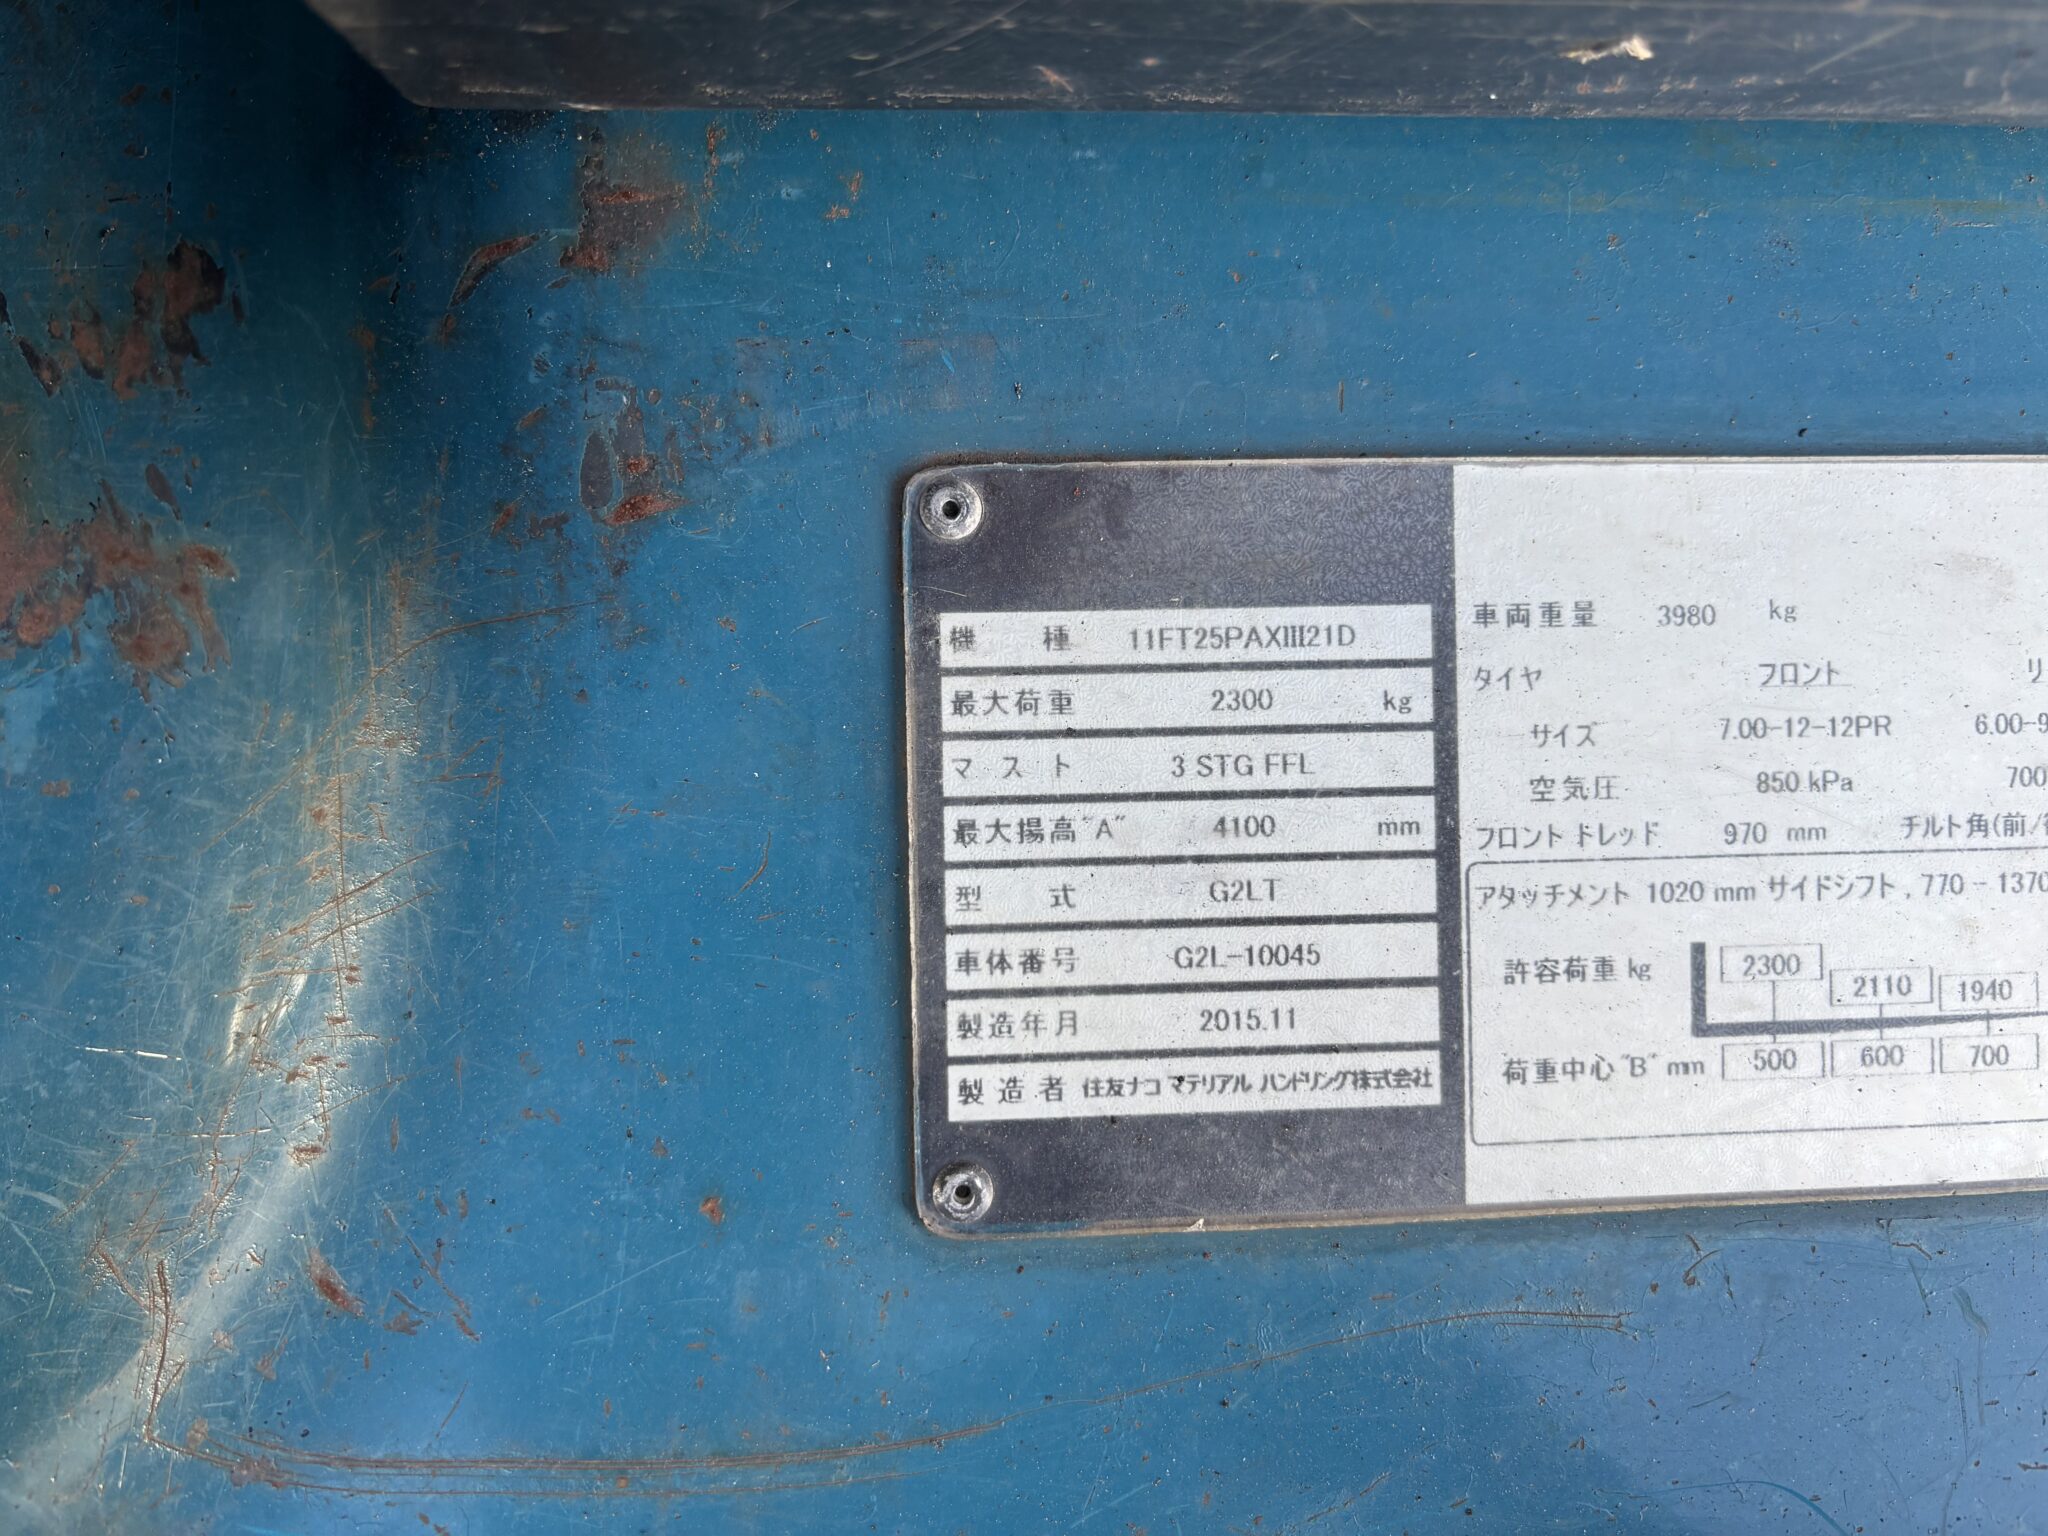 機種 11FT25PAXIII21D
最大荷重 2300 kg
マスト 3 STG FFL
最大揚高"A" 4100 mm
型式 G2LT
車体番号 G2L-10045
製造年月 2015.11
製造者 住友ナコ マテリアル ハンドリング株式会社
車両重量 3980 kg
タイヤ フロント リ
サイズ 7.00-12-12PR 6.00-9
空気圧 850 kPa 700
フロントトレッド 970 mm チルト角(前/
アタッチメント 1020 mm サイドシフト, 770-1370
許容荷重 kg 2300 2110 1940
荷重中心"B" mm 500 600 700